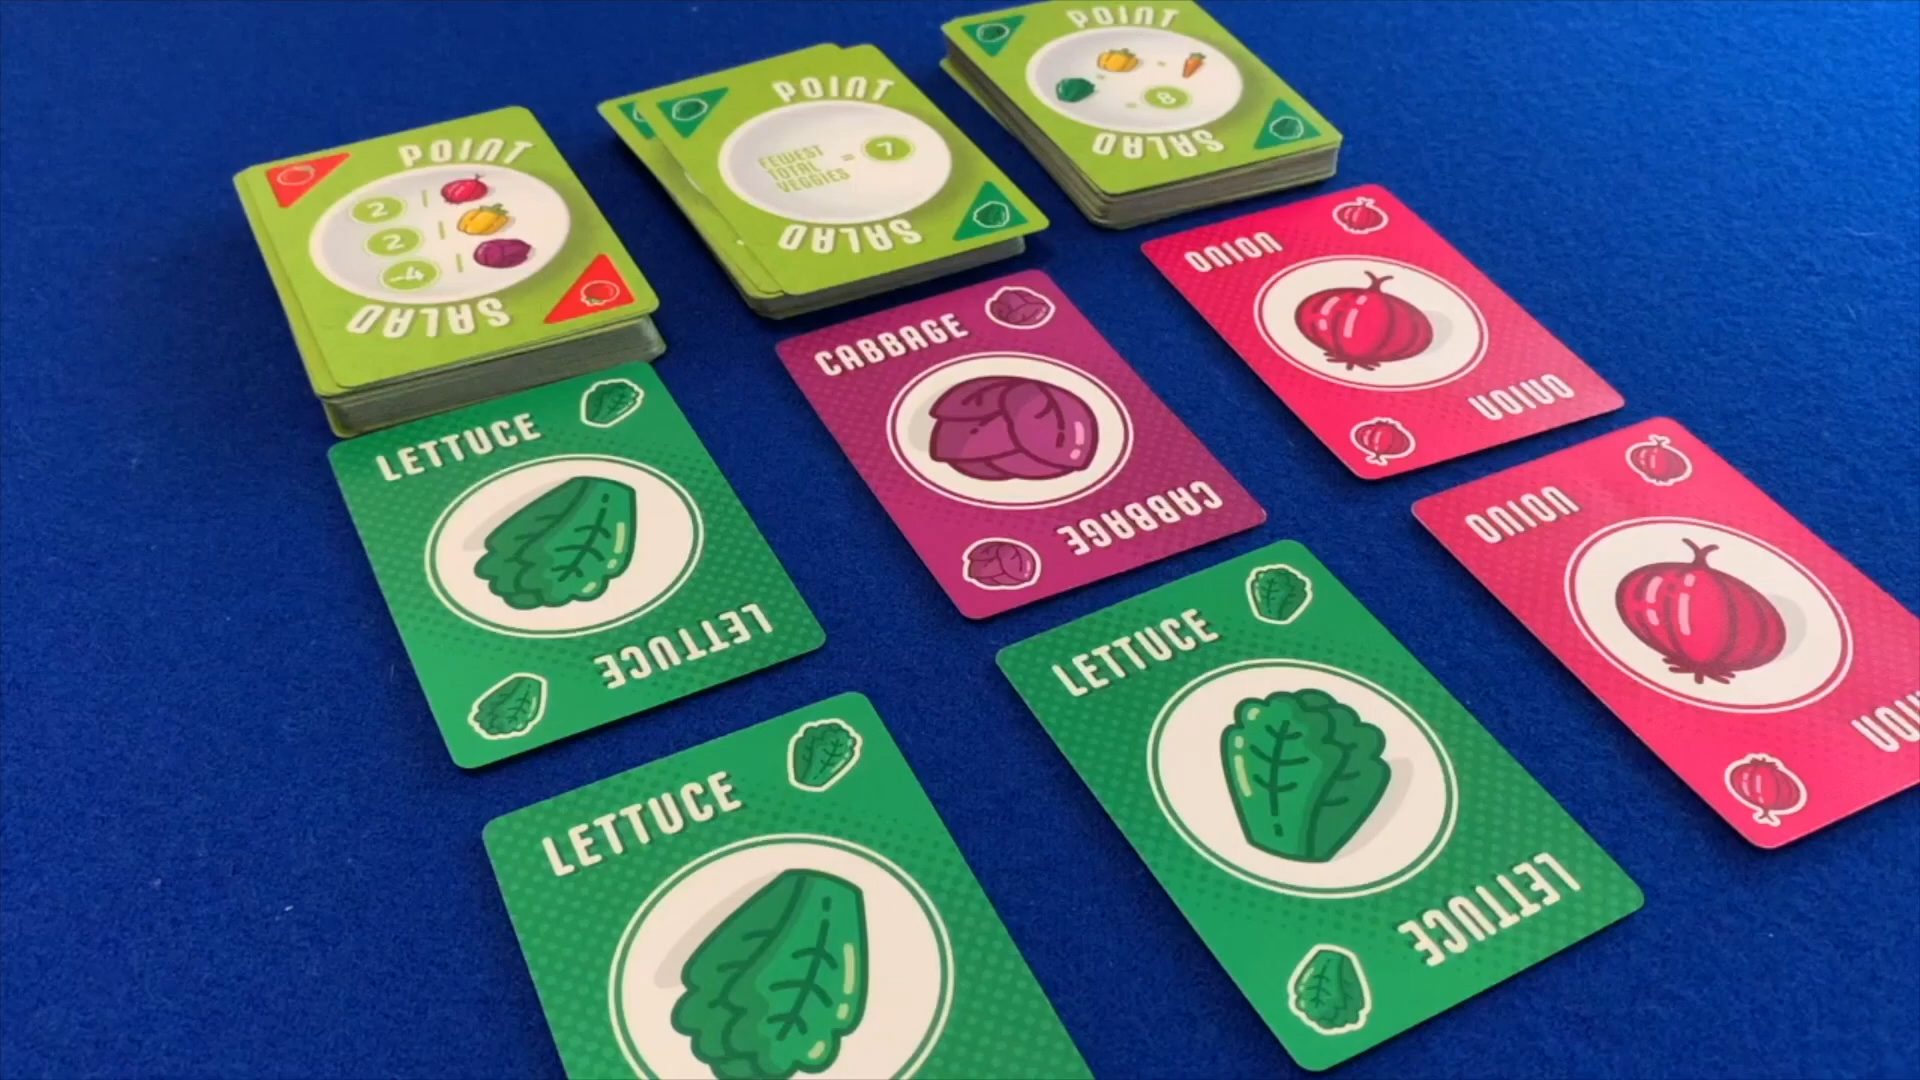 POINT
2 /
2 /
-4 /
SALAD
POINT
FEWEST
TOTAL
VEGGIES
= 7
SALAD
POINT
= 8
SALAD
LETTUCE
LETTUCE
CABBAGE
CABBAGE
ONION
ONION
LETTUCE
LETTUCE
LETTUCE
ONION
ONION